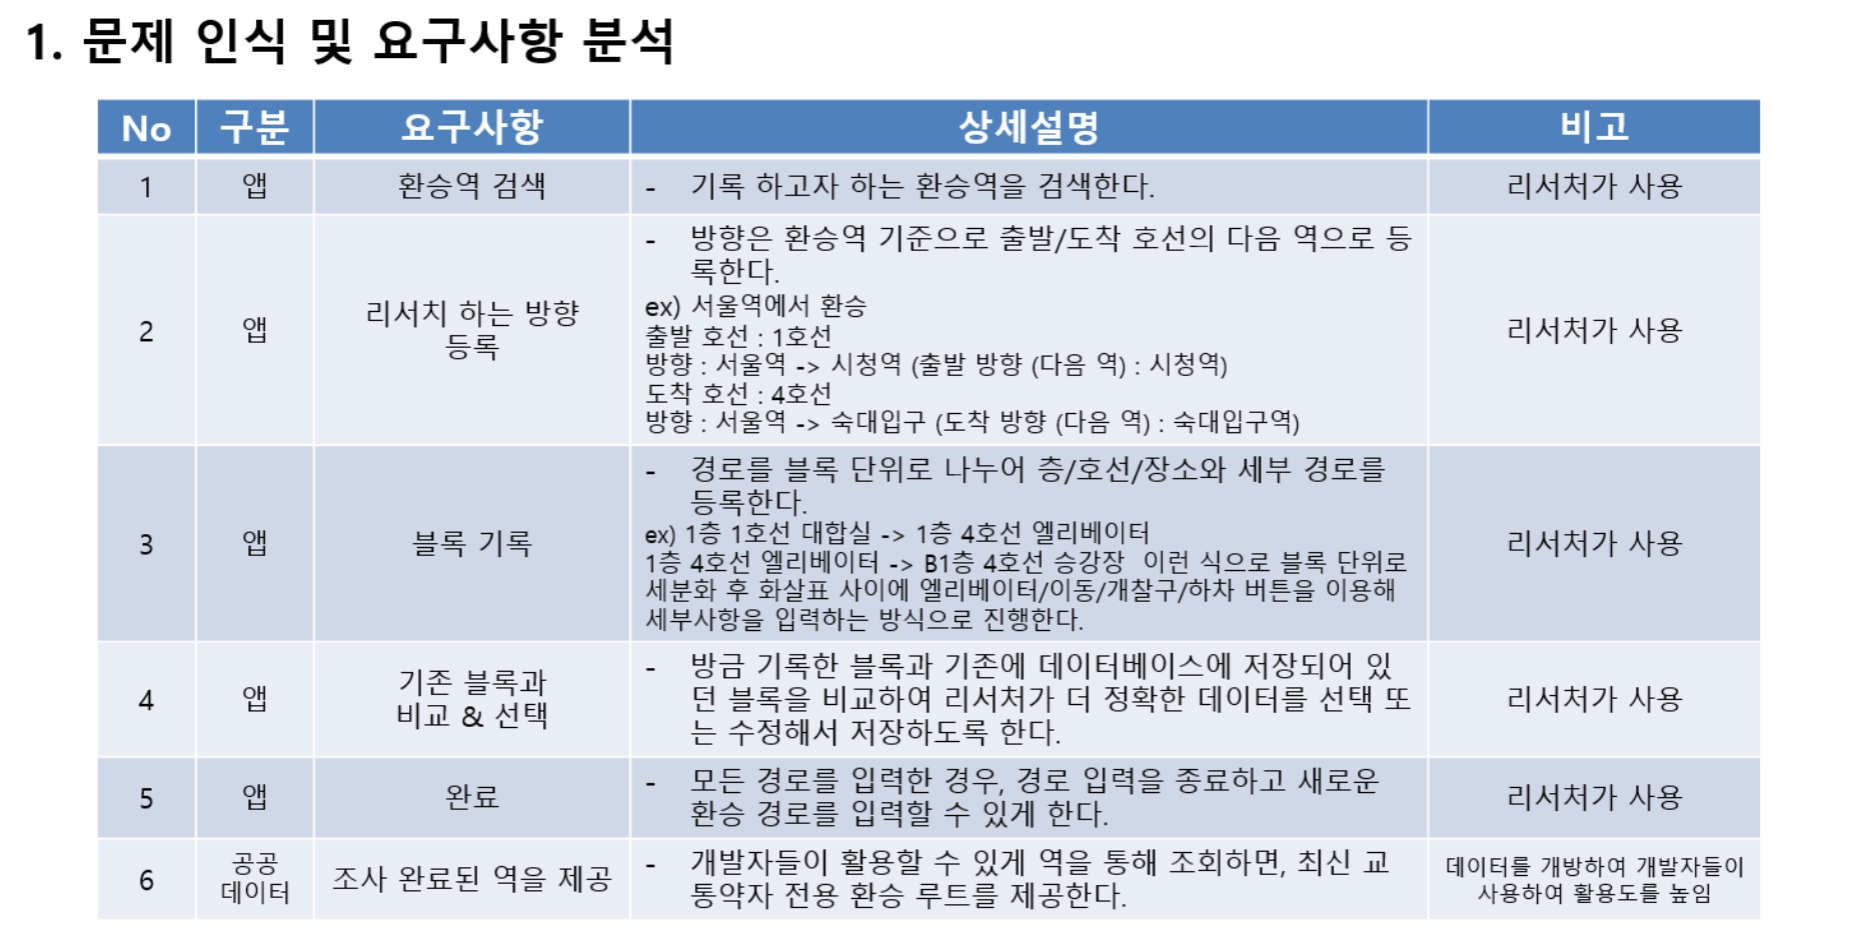 1. 문제 인식 및 요구사항 분석
No 구분 요구사항 상세설명 비고
1 앱 환승역 검색 - 기록 하고자 하는 환승역을 검색한다. 리서처가 사용
2 앱 리서치 하는 방향
등록
- 방향은 환승역 기준으로 출발/도착 호선의 다음 역으로 등
록한다.
ex) 서울역에서 환승
출발 호선 : 1호선
방향 : 서울역 -> 시청역 (출발 방향 (다음 역) : 시청역)
도착 호선 : 4호선
방향 : 서울역 -> 숙대입구 (도착 방향 (다음 역) : 숙대입구역)
리서처가 사용
3 앱 블록 기록
- 경로를 블록 단위로 나누어 층/호선/장소와 세부 경로를
등록한다.
ex) 1층 1호선 대합실 -> 1층 4호선 엘리베이터
1층 4호선 엘리베이터 -> B1층 4호선 승강장 이런 식으로 블록 단위로
세분화 후 화살표 사이에 엘리베이터/이동/개찰구/하차 버튼을 이용해
세부사항을 입력하는 방식으로 진행한다.
리서처가 사용
4 앱 기존 블록과
비교 & 선택
- 방금 기록한 블록과 기존에 데이터베이스에 저장되어 있
던 블록을 비교하여 리서처가 더 정확한 데이터를 선택 또
는 수정해서 저장하도록 한다.
리서처가 사용
5 앱 완료
- 모든 경로를 입력한 경우, 경로 입력을 종료하고 새로운
환승 경로를 입력할 수 있게 한다.
리서처가 사용
6 공공
데이터
조사 완료된 역을 제공
- 개발자들이 활용할 수 있게 역을 통해 조회하면, 최신 교
통약자 전용 환승 루트를 제공한다.
데이터를 개방하여 개발자들이
사용하여 활용도를 높임